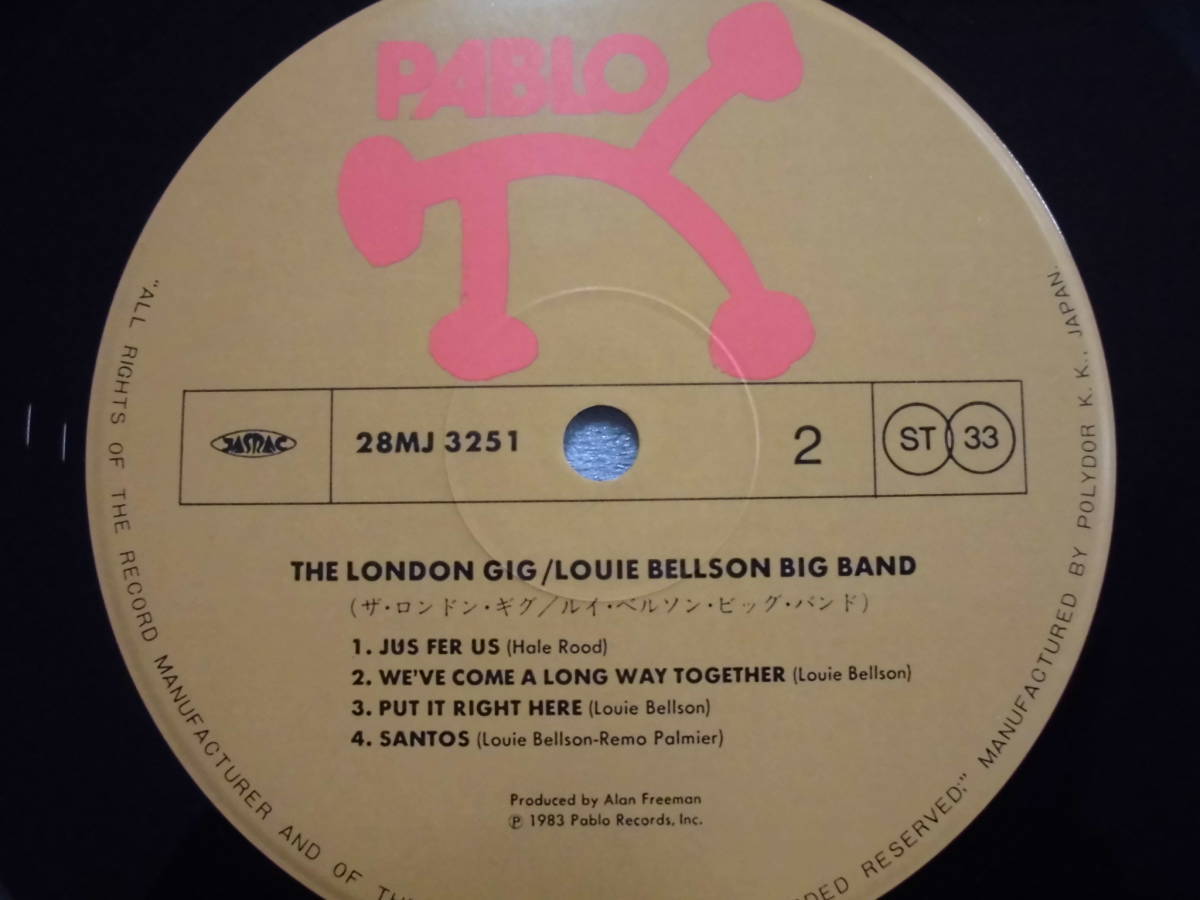 PABLO
JASRAC
28MJ 3251
2
ST 33
THE LONDON GIG/LOUIE BELLSON BIG BAND
(ザ・ロンドン・ギグ/ルイ・ベルソン・ビッグ・バンド)
1. JUS FER US (Hale Rood)
2. WE'VE COME A LONG WAY TOGETHER (Louie Bellson)
3. PUT IT RIGHT HERE (Louie Bellson)
4. SANTOS (Louie Bellson-Remo Palmier)
Produced by Alan Freeman
℗ 1983 Pablo Records, Inc.
"ALL RIGHTS OF THE RECORD MANUFACTURER AND OF RESERVED;" MANUFACTURED BY POLYDOR K. K., JAPAN.